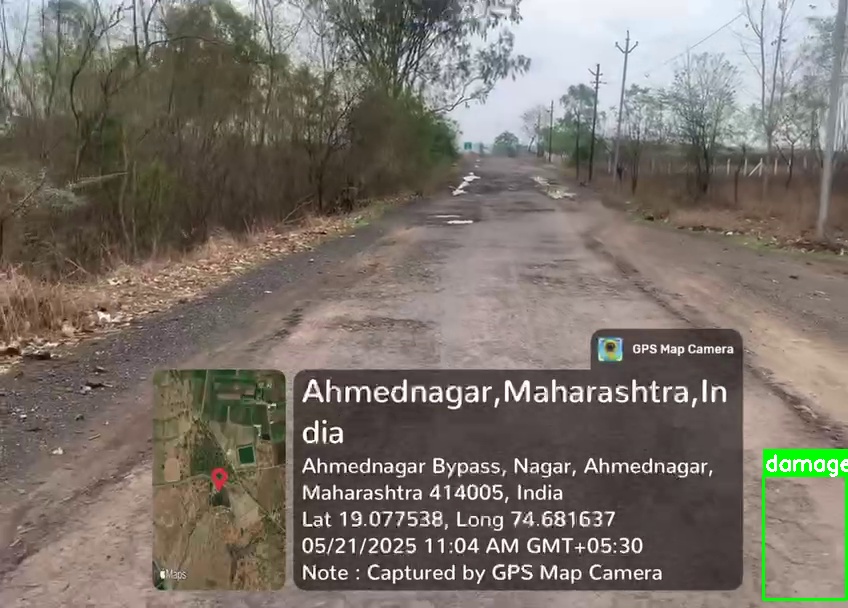 GPS Map Camera
Ahmednagar,Maharashtra,In
dia
Ahmednagar Bypass, Nagar, Ahmednagar,
Maharashtra 414005, India
Lat 19.077538, Long 74.681637
05/21/2025 11:04 AM GMT+05:30
Note : Captured by GPS Map Camera
Maps
damage